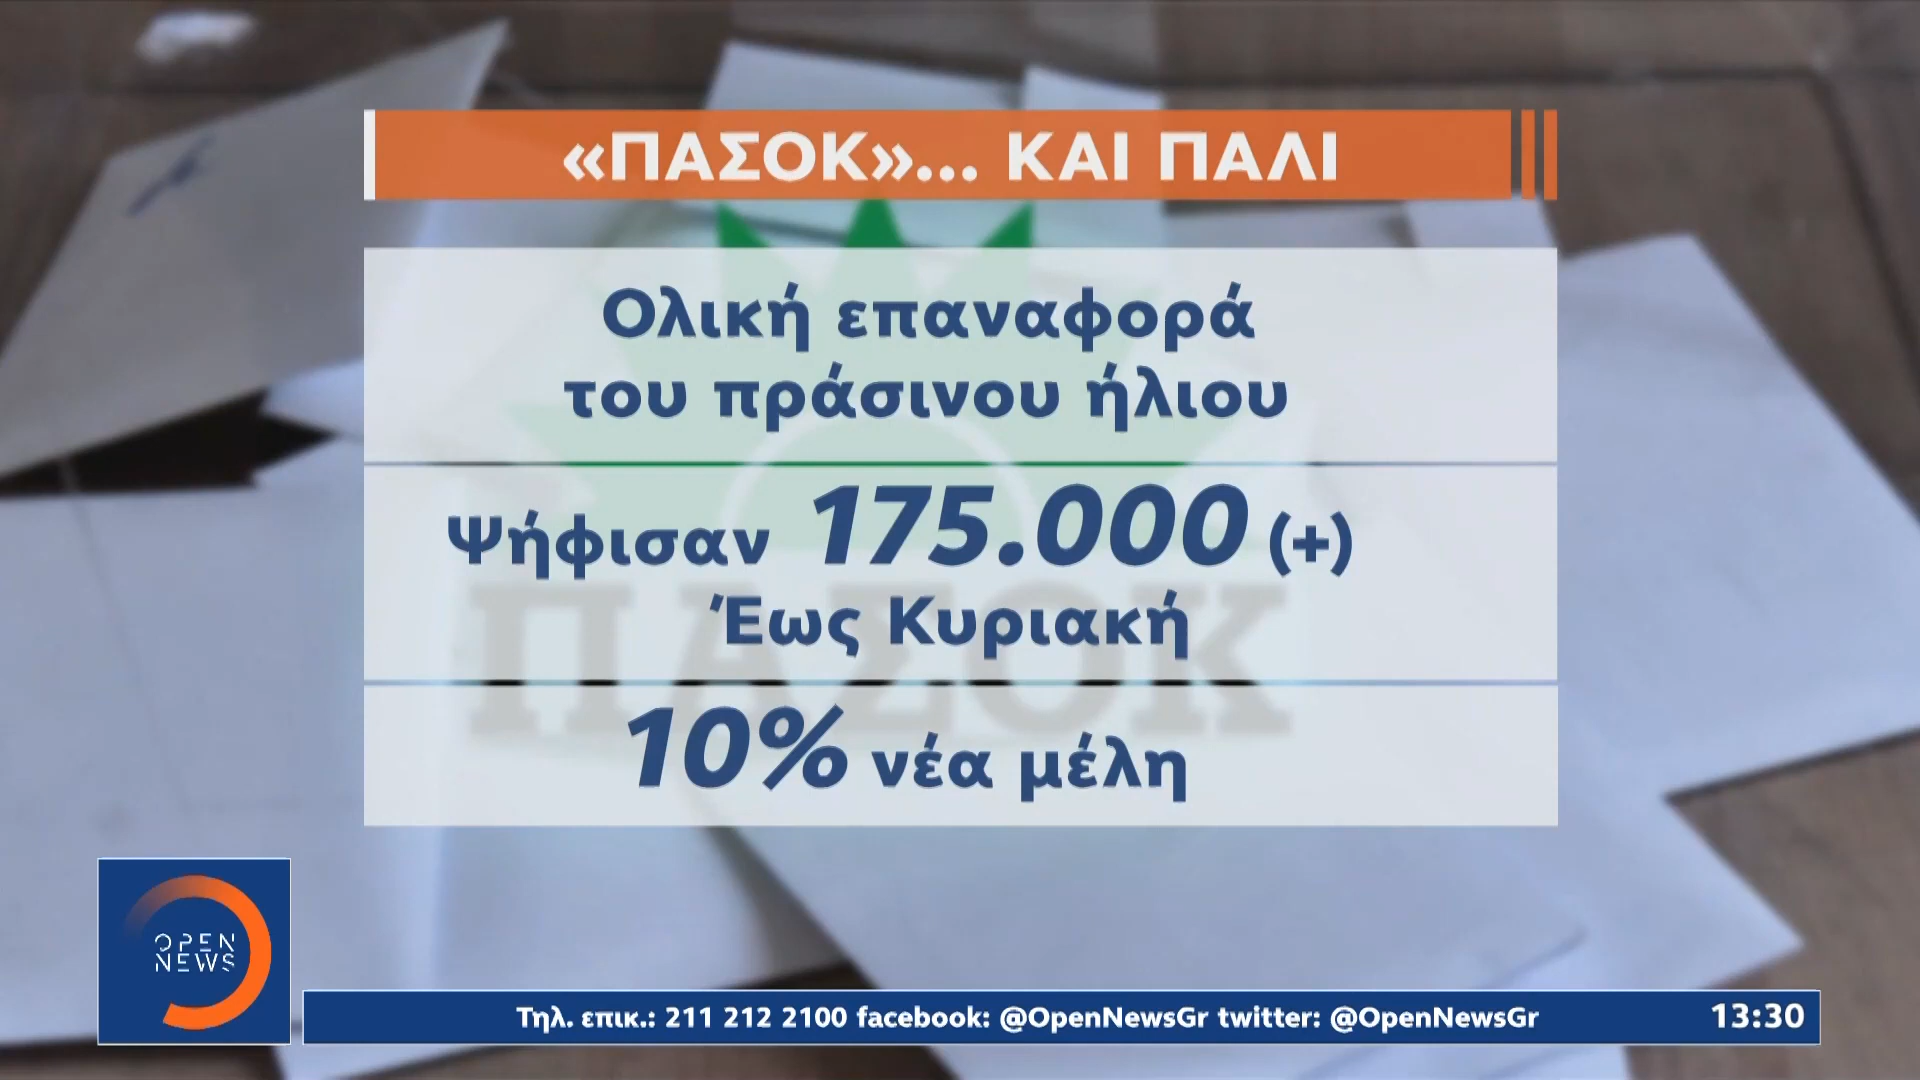 «ΠΑΣΟΚ»... ΚΑΙ ΠΑΛΙ
Ολική επαναφορά
του πράσινου ήλιου
Ψήφισαν 175.000 (+)
Έως Κυριακή
ΠΑΣΟΚ
10% νέα μέλη
OPEN
NEWS
Τηλ. επικ.: 211 212 2100 facebook: @OpenNewsGr twitter: @OpenNewsGr
13:30